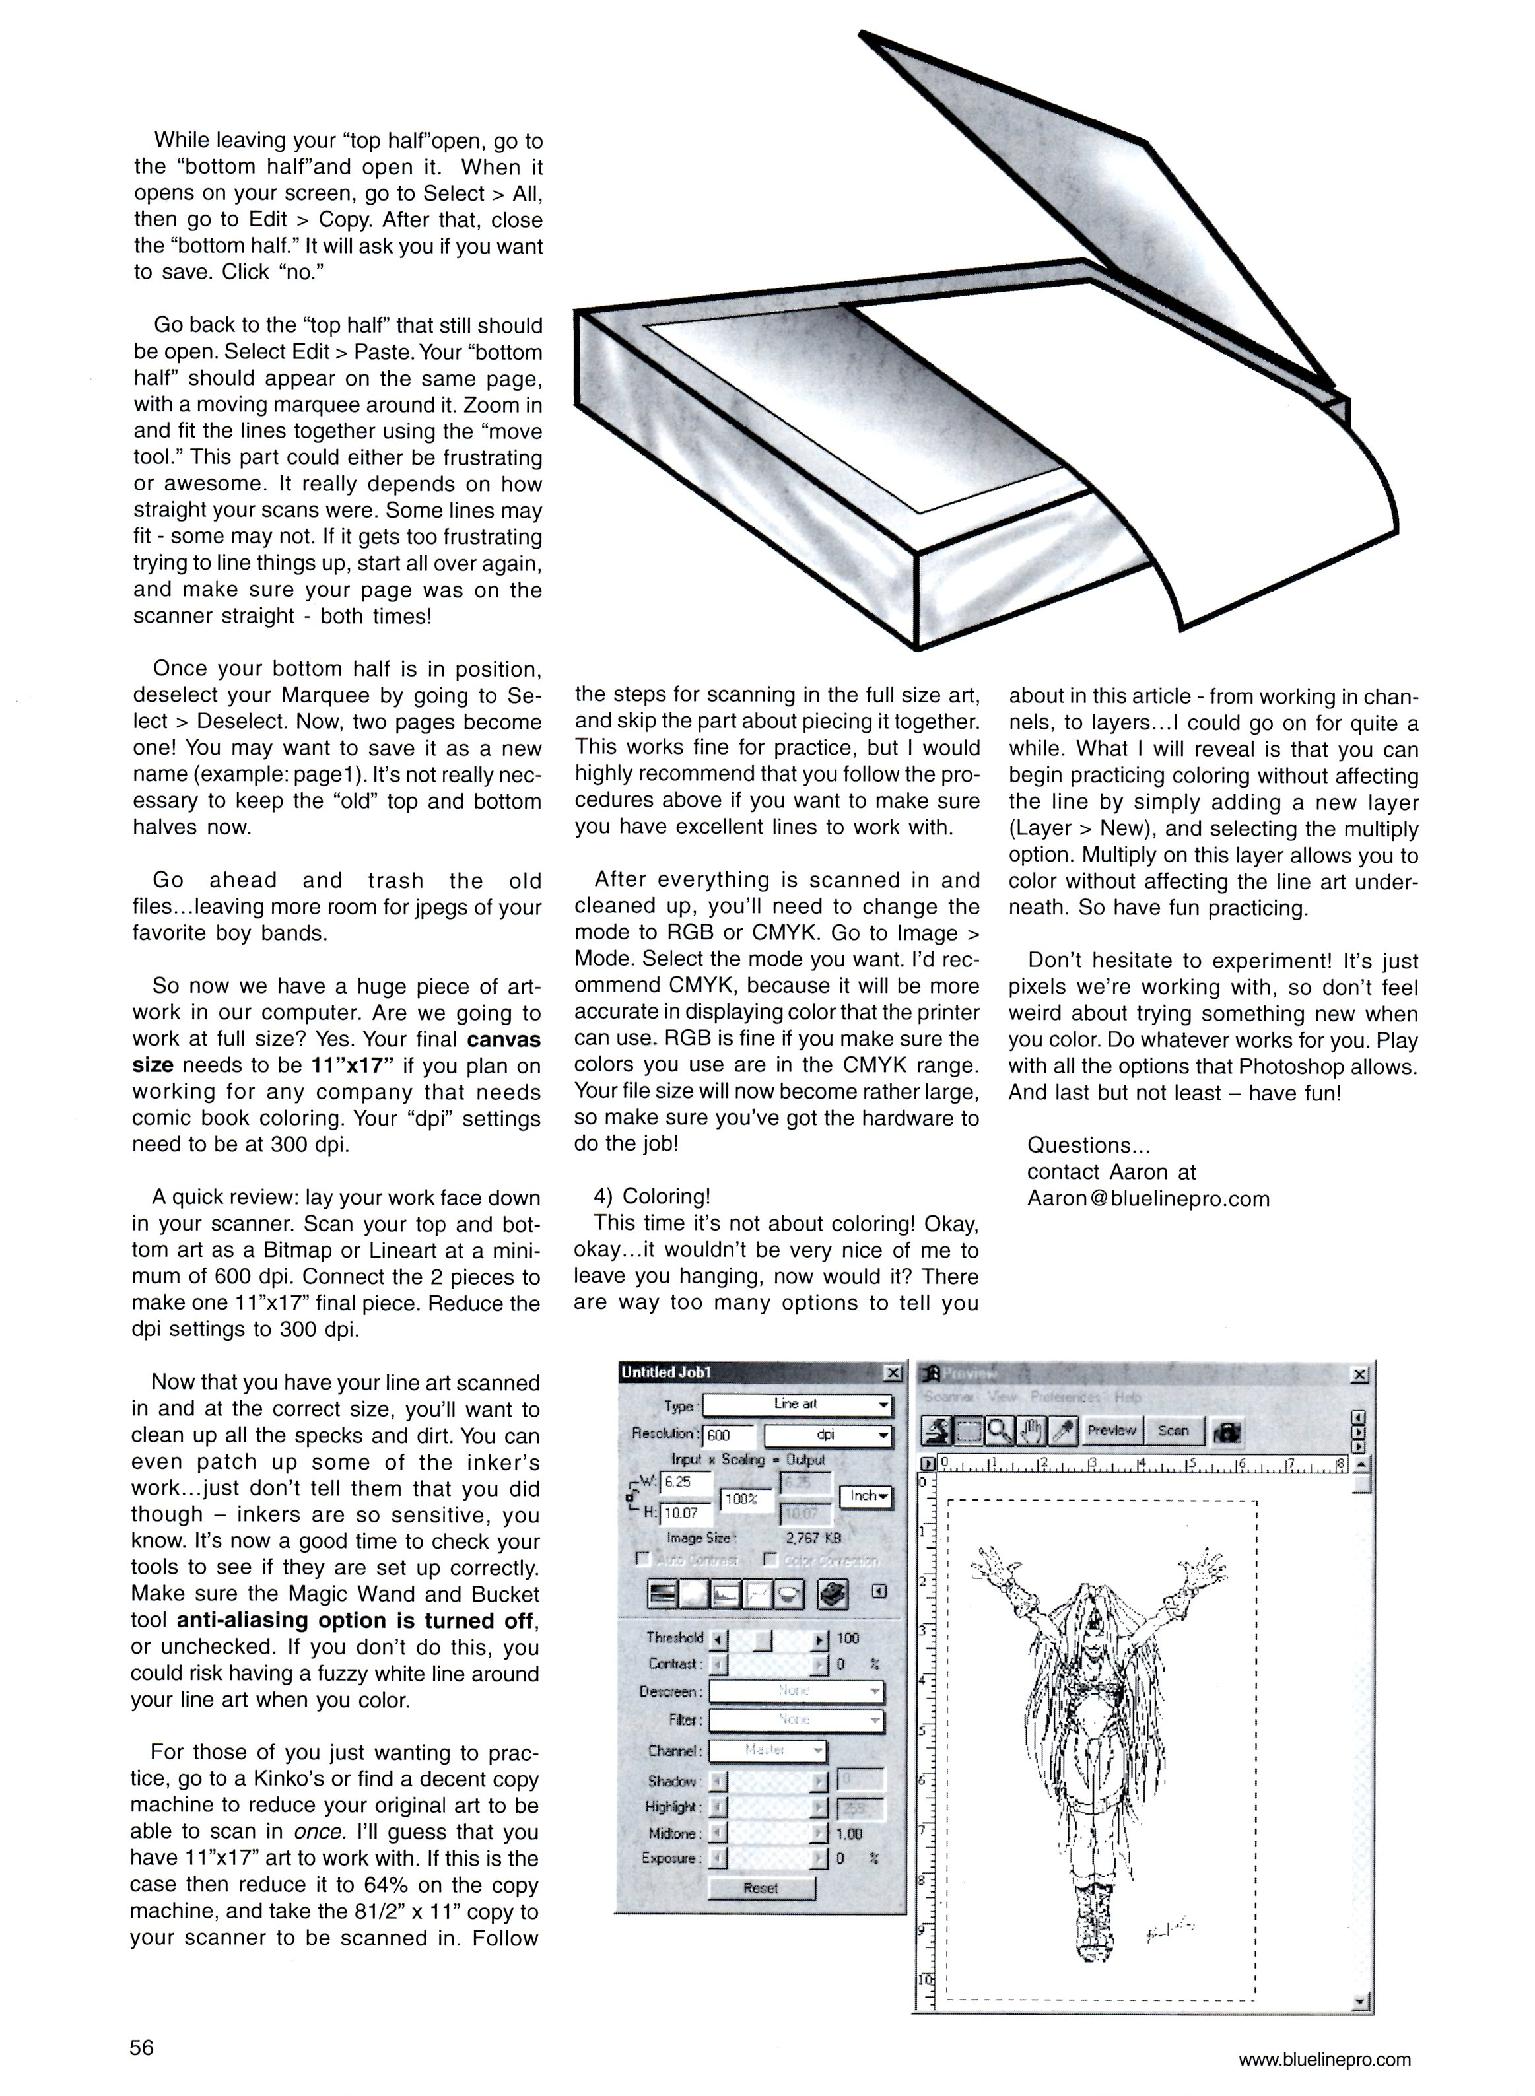 While leaving your “top half”open, go to
the “bottom half”and open it. When it
opens on your screen, go to Select > All,
then go to Edit > Copy. After that, close
the “bottom half.” It will ask you if you want
to save. Click “no.”
Go back to the “top half” that still should
be open. Select Edit > Paste. Your “bottom
half” should appear on the same page,
with a moving marquee around it. Zoom in
and fit the lines together using the “move
tool.” This part could either be frustrating
or awesome. It really depends on how
straight your scans were. Some lines may
fit - some may not. If it gets too frustrating
trying to line things up, start all over again,
and make sure your page was on the
scanner straight - both times!
Once your bottom half is in position,
deselect your Marquee by going to Se-
lect > Deselect. Now, two pages become
one! You may want to save it as a new
name (example: page1). It’s not really nec-
essary to keep the “old” top and bottom
halves now.
Go ahead and trash the old
files...leaving more room for jpegs of your
favorite boy bands.
So now we have a huge piece of art-
work in our computer. Are we going to
work at full size? Yes. Your final canvas
size needs to be 11”x17” if you plan on
working for any company that needs
comic book coloring. Your “dpi” settings
need to be at 300 dpi.
A quick review: lay your work face down
in your scanner. Scan your top and bot-
tom art as a Bitmap or Lineart at a mini-
mum of 600 dpi. Connect the 2 pieces to
make one 11”x17” final piece. Reduce the
dpi settings to 300 dpi.
Now that you have your line art scanned
in and at the correct size, you’ll want to
clean up all the specks and dirt. You can
even patch up some of the inker’s
work...just don’t tell them that you did
though – inkers are so sensitive, you
know. It’s now a good time to check your
tools to see if they are set up correctly.
Make sure the Magic Wand and Bucket
tool anti-aliasing option is turned off,
or unchecked. If you don’t do this, you
could risk having a fuzzy white line around
your line art when you color.
For those of you just wanting to prac-
tice, go to a Kinko’s or find a decent copy
machine to reduce your original art to be
able to scan in once. I’ll guess that you
have 11”x17” art to work with. If this is the
case then reduce it to 64% on the copy
machine, and take the 81/2” x 11” copy to
your scanner to be scanned in. Follow
the steps for scanning in the full size art,
and skip the part about piecing it together.
This works fine for practice, but I would
highly recommend that you follow the pro-
cedures above if you want to make sure
you have excellent lines to work with.
After everything is scanned in and
cleaned up, you’ll need to change the
mode to RGB or CMYK. Go to Image >
Mode. Select the mode you want. I’d rec-
ommend CMYK, because it will be more
accurate in displaying color that the printer
can use. RGB is fine if you make sure the
colors you use are in the CMYK range.
Your file size will now become rather large,
so make sure you've got the hardware to
do the job!
4) Coloring!
This time it’s not about coloring! Okay,
okay...it wouldn’t be very nice of me to
leave you hanging, now would it? There
are way too many options to tell you
about in this article - from working in chan-
nels, to layers...I could go on for quite a
while. What I will reveal is that you can
begin practicing coloring without affecting
the line by simply adding a new layer
(Layer > New), and selecting the multiply
option. Multiply on this layer allows you to
color without affecting the line art under-
neath. So have fun practicing.
Don’t hesitate to experiment! It’s just
pixels we’re working with, so don’t feel
weird about trying something new when
you color. Do whatever works for you. Play
with all the options that Photoshop allows.
And last but not least – have fun!
Questions...
contact Aaron at
Aaron@bluelinepro.com
Untitled Job1
Type: Line art
Resolution: 600 dpi
Input x Scaling = Output
W: 6.25 6.25
100% Inch
H: 10.07 10.07
Image Size: 2,767 KB
Auto Contrast Color Correction
Threshold 100
Contrast: 0 %
Descreen: None
Filter: None
Channel: Master
Shadow: 0
Highlight: 255
Midtone: 1.00
Exposure: 0 %
Reset
Preview
Scanner View Preferences Help
Preview Scan
0 1 2 3 4 5 6 7 8
0
1
2
3
4
5
6
7
8
9
10
56
www.bluelinepro.com